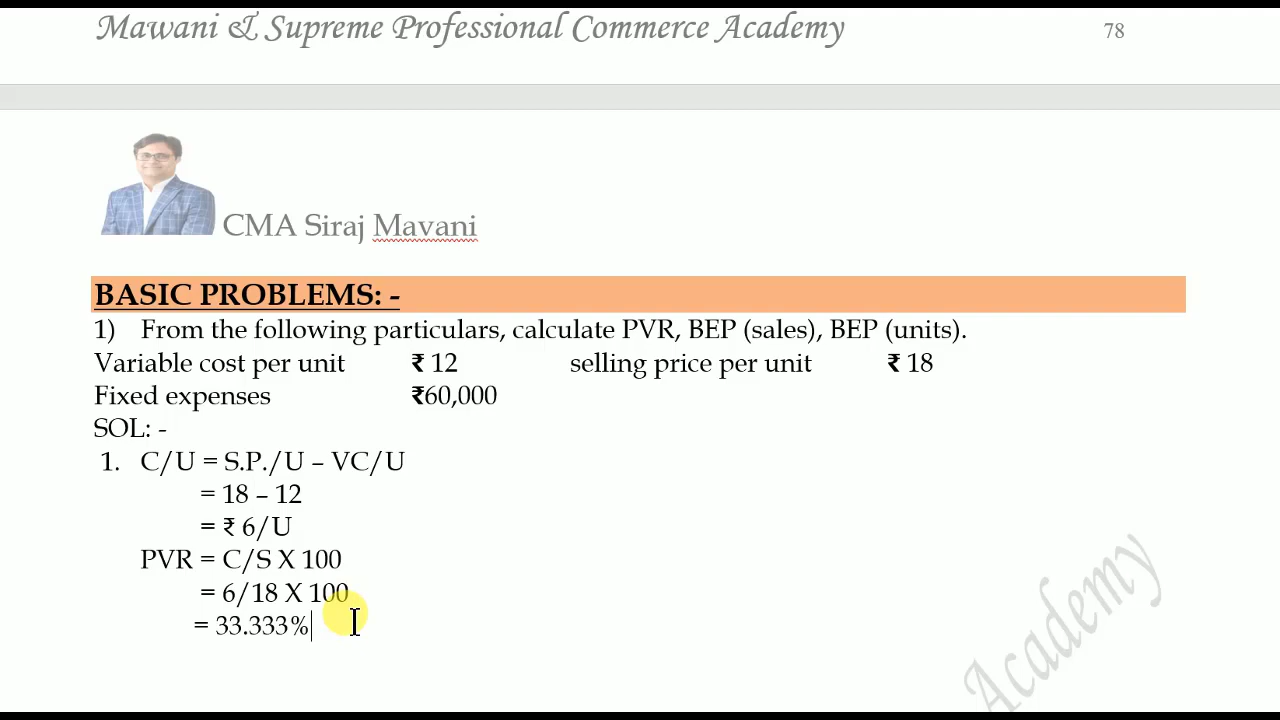 Mawani & Supreme Professional Commerce Academy 78
CMA Siraj Mavani
BASIC PROBLEMS: -
1) From the following particulars, calculate PVR, BEP (sales), BEP (units).
Variable cost per unit ₹ 12 selling price per unit ₹ 18
Fixed expenses ₹60,000
SOL: -
1. C/U = S.P./U – VC/U
= 18 – 12
= ₹ 6/U
PVR = C/S X 100
= 6/18 X 100
= 33.333%
Academy